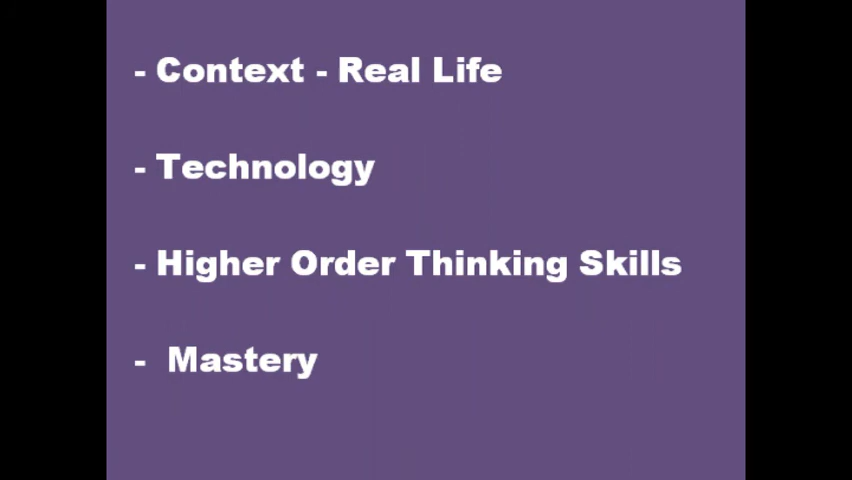 - Context - Real Life
- Technology
- Higher Order Thinking Skills
- Mastery